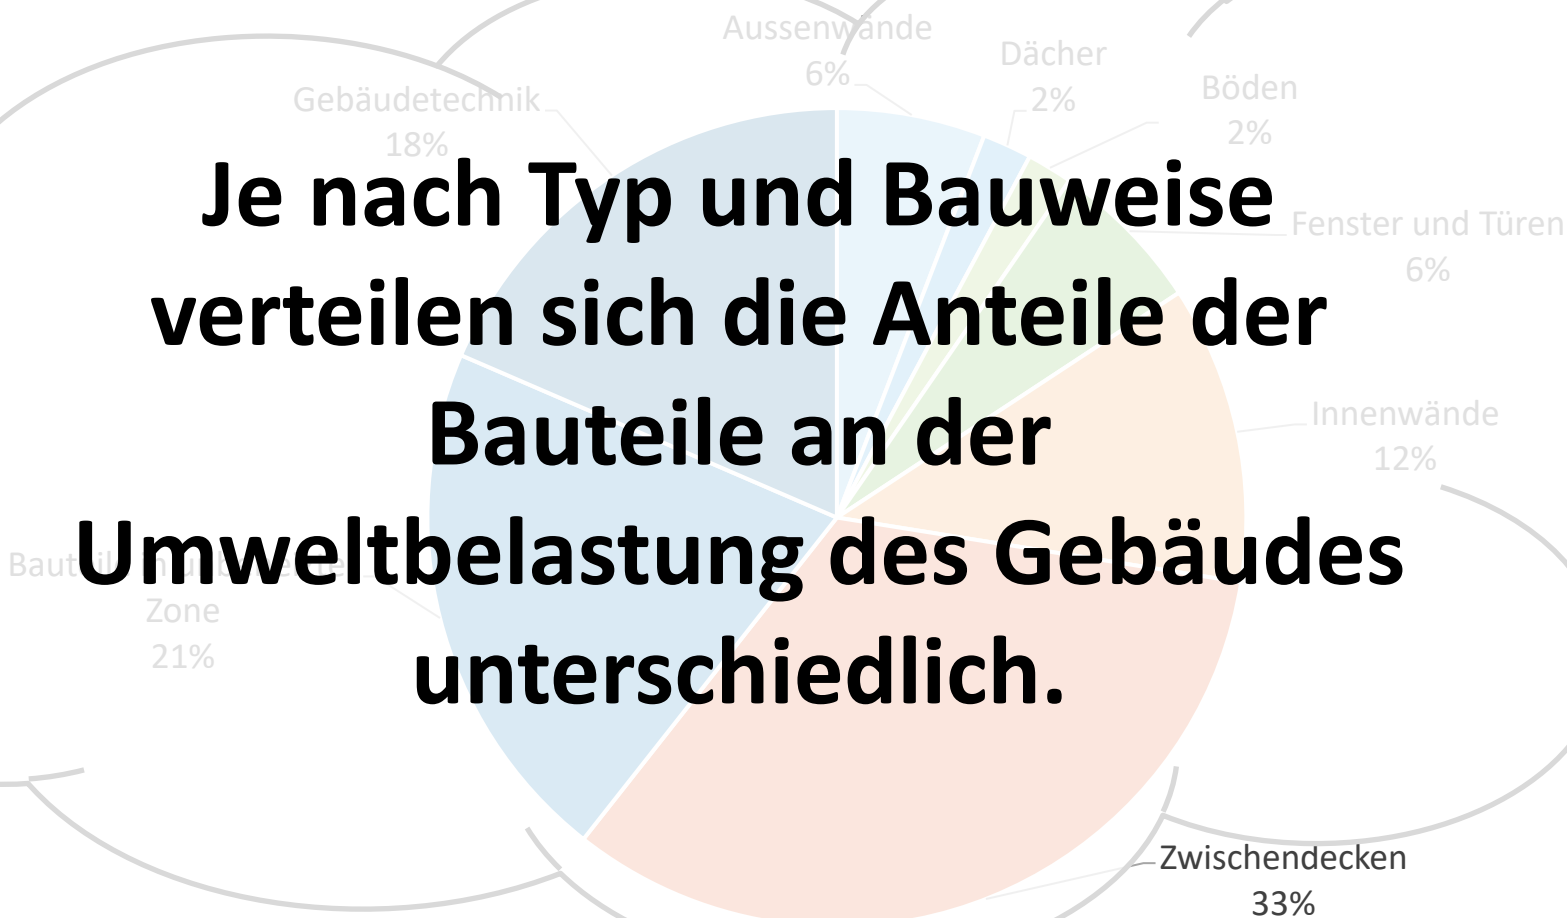 Aussenwände
6%
Dächer
2%
Böden
2%
Gebäudetechnik
18%
Je nach Typ und Bauweise
verteilen sich die Anteile der
Bauteile an der
Umweltbelastung des Gebäudes
unterschiedlich.
Fenster und Türen
6%
Innenwände
12%
Zone
21%
Zwischendecken
33%